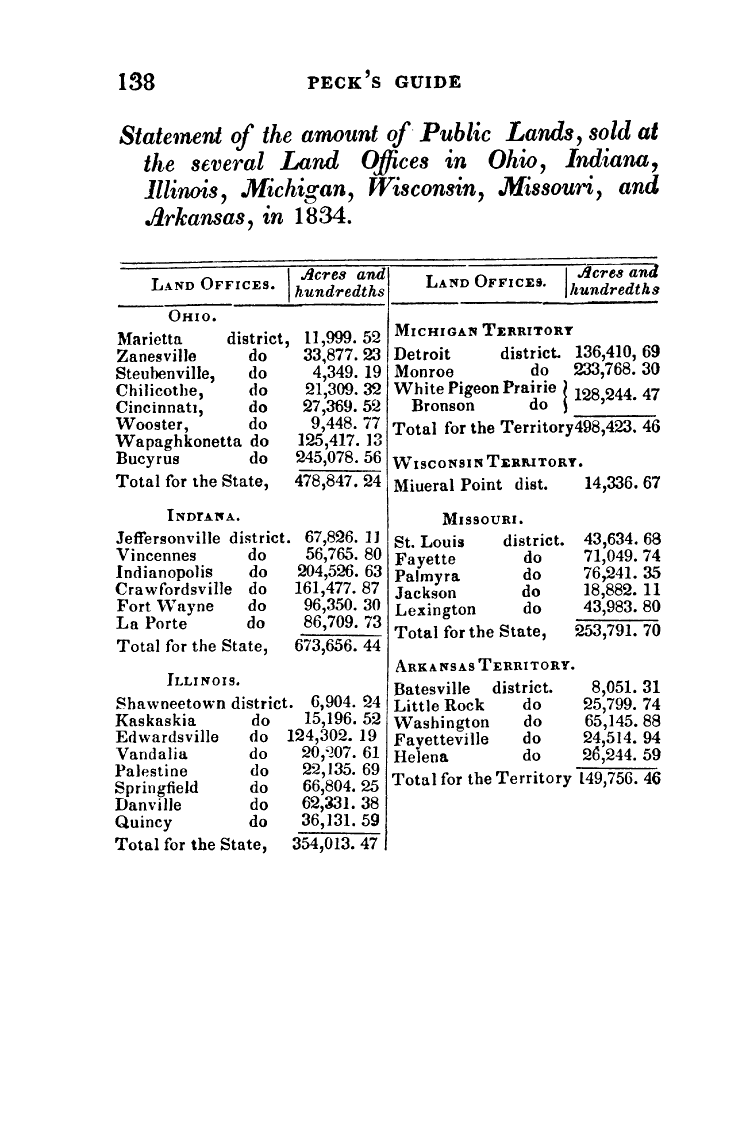 138 PECK'S GUIDE
Statement of the amount of Public Lands, sold at
the several Land Offices in Ohio, Indiana,
Illinois, Michigan, Wisconsin, Missouri, and
Arkansas, in 1834.
LAND OFFICES. Acres and hundredths
OHIO.
Marietta district, 11,999. 52
Zanesville do 33,877. 23
Steubenville, do 4,349. 19
Chilicothe, do 21,309. 32
Cincinnati, do 27,369. 52
Wooster, do 9,448. 77
Wapaghkonetta do 125,417. 13
Bucyrus do 245,078. 56
Total for the State, 478,847. 24
INDIANA.
Jeffersonville district. 67,826. 11
Vincennes do 56,765. 80
Indianopolis do 204,526. 63
Crawfordsville do 161,477. 87
Fort Wayne do 96,350. 30
La Porte do 86,709. 73
Total for the State, 673,656. 44
ILLINOIS.
Shawneetown district. 6,904. 24
Kaskaskia do 15,196. 52
Edwardsville do 124,302. 19
Vandalia do 20,207. 61
Palestine do 22,135. 69
Springfield do 66,804. 25
Danville do 62,331. 38
Quincy do 36,131. 59
Total for the State, 354,013. 47
LAND OFFICES. Acres and hundredths
MICHIGAN TERRITORY
Detroit district. 136,410, 69
Monroe do 233,768. 30
White Pigeon Prairie } 128,244. 47
Bronson do }
Total for the Territory 498,423. 46
WISCONSIN TERRITORY.
Miueral Point dist. 14,336. 67
MISSOURI.
St. Louis district. 43,634. 68
Fayette do 71,049. 74
Palmyra do 76,241. 35
Jackson do 18,882. 11
Lexington do 43,983. 80
Total for the State, 253,791. 70
ARKANSAS TERRITORY.
Batesville district. 8,051. 31
Little Rock do 25,799. 74
Washington do 65,145. 88
Fayetteville do 24,514. 94
Helena do 26,244. 59
Total for the Territory 149,756. 46